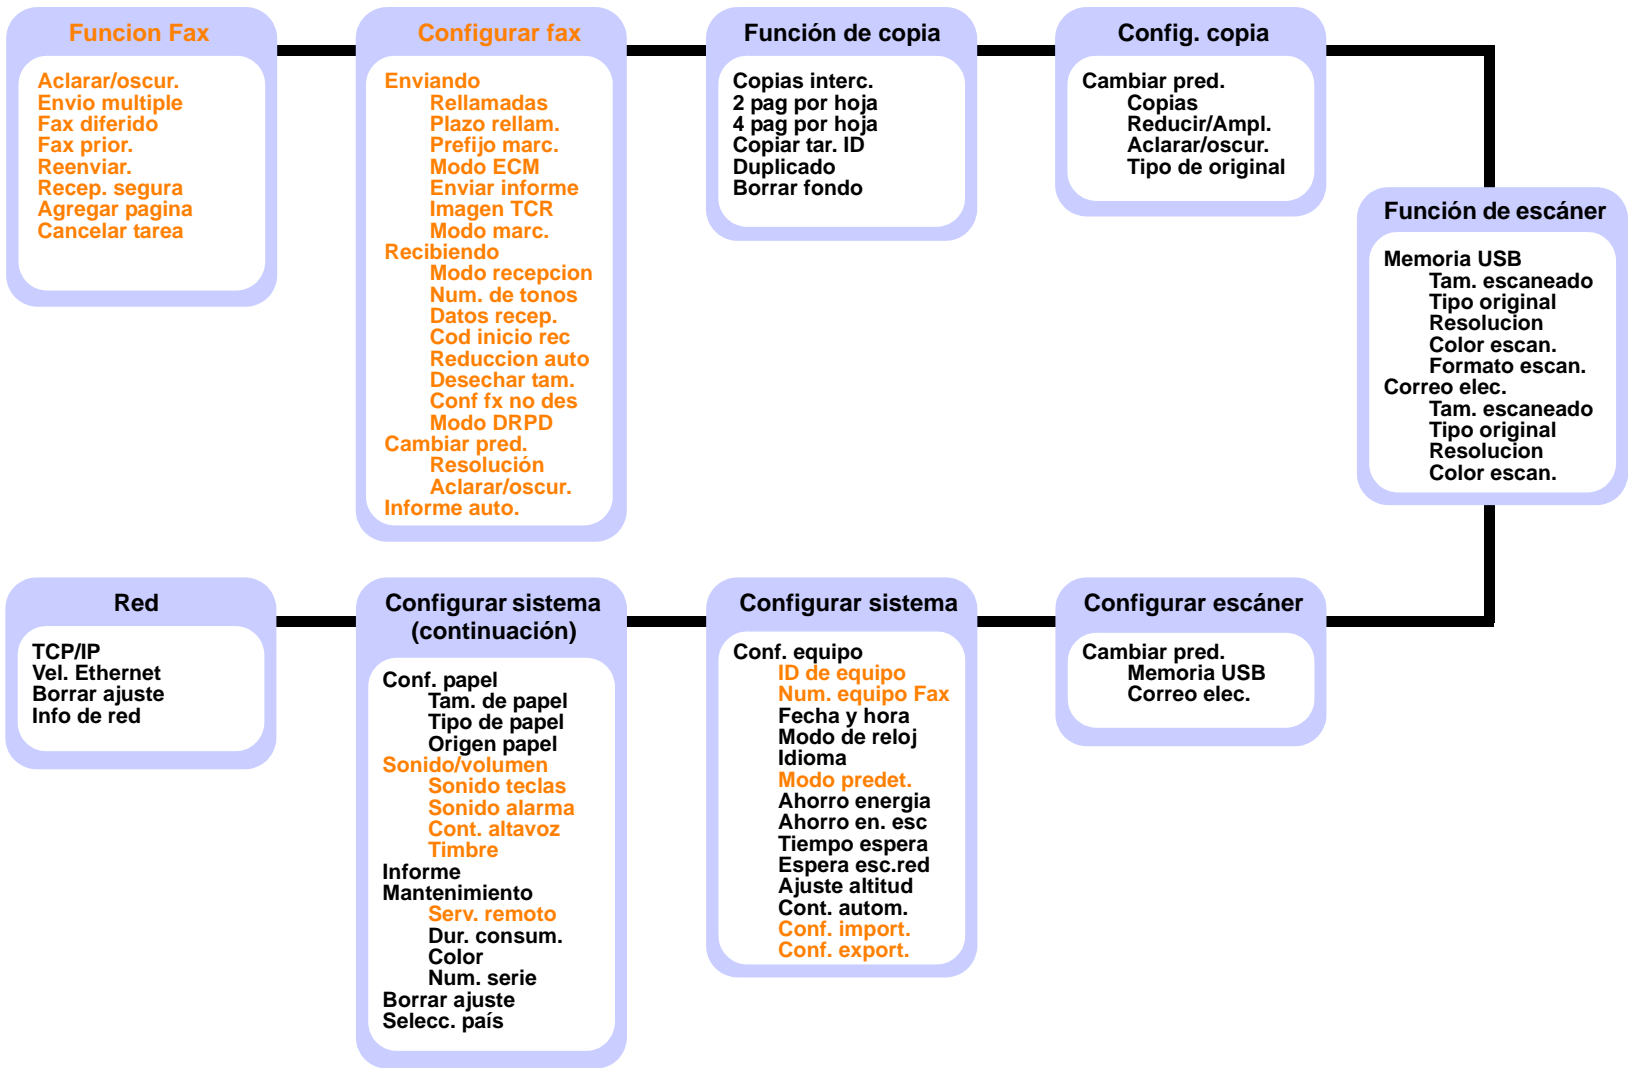 Funcion Fax
Aclarar/oscur.
Envio multiple
Fax diferido
Fax prior.
Reenviar.
Recep. segura
Agregar pagina
Cancelar tarea
Configurar fax
Enviando
Rellamadas
Plazo rellam.
Prefijo marc.
Modo ECM
Enviar informe
Imagen TCR
Modo marc.
Recibiendo
Modo recepcion
Num. de tonos
Datos recep.
Cod inicio rec
Reduccion auto
Desechar tam.
Conf fx no des
Modo DRPD
Cambiar pred.
Resolución
Aclarar/oscur.
Informe auto.
Función de copia
Copias interc.
2 pag por hoja
4 pag por hoja
Copiar tar. ID
Duplicado
Borrar fondo
Config. copia
Cambiar pred.
Copias
Reducir/Ampl.
Aclarar/oscur.
Tipo de original
Función de escáner
Memoria USB
Tam. escaneado
Tipo original
Resolucion
Color escan.
Formato escan.
Correo elec.
Tam. escaneado
Tipo original
Resolucion
Color escan.
Red
TCP/IP
Vel. Ethernet
Borrar ajuste
Info de red
Configurar sistema
(continuación)
Conf. papel
Tam. de papel
Tipo de papel
Origen papel
Sonido/volumen
Sonido teclas
Sonido alarma
Cont. altavoz
Timbre
Informe
Mantenimiento
Serv. remoto
Dur. consum.
Color
Num. serie
Borrar ajuste
Selecc. país
Configurar sistema
Conf. equipo
ID de equipo
Num. equipo Fax
Fecha y hora
Modo de reloj
Idioma
Modo predet.
Ahorro energia
Ahorro en. esc
Tiempo espera
Espera esc.red
Ajuste altitud
Cont. autom.
Conf. import.
Conf. export.
Configurar escáner
Cambiar pred.
Memoria USB
Correo elec.